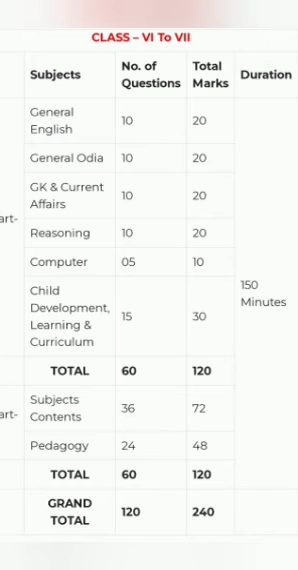 CLASS – VI To VII
Subjects No. of Questions Total Marks Duration
art-
General English 10 20
General Odia 10 20
GK & Current Affairs 10 20
Reasoning 10 20
Computer 05 10
Child Development, Learning & Curriculum 15 30
150 Minutes
TOTAL 60 120
art-
Subjects Contents 36 72
Pedagogy 24 48
TOTAL 60 120
GRAND TOTAL 120 240